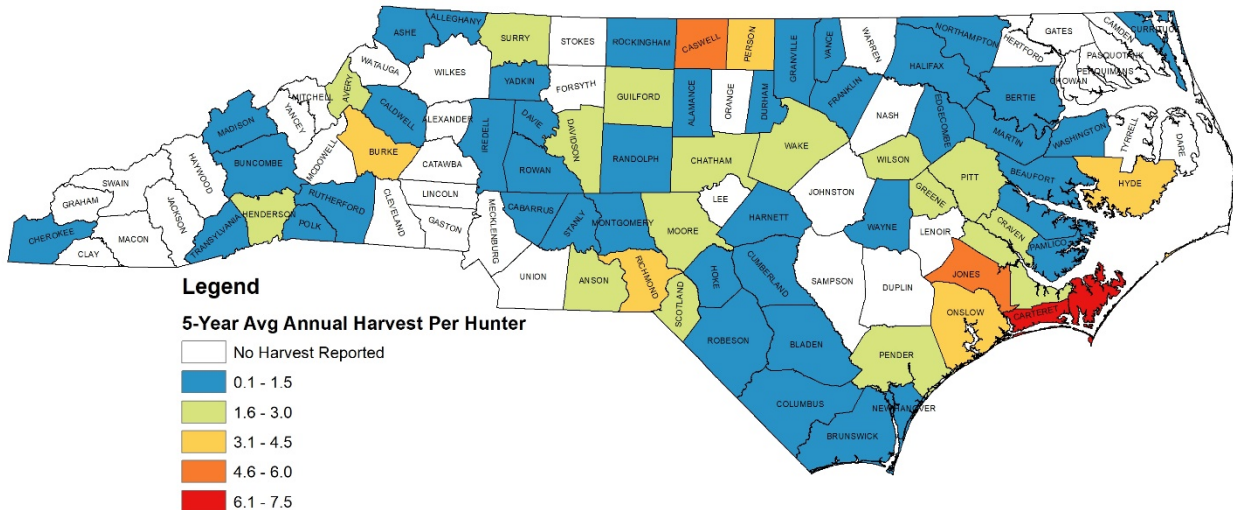 ALLEGHANY
ASHE
SURRY
STOKES
ROCKINGHAM
CASWELL
PERSON
GRANVILLE
VANCE
WARREN
NORTHAMPTON
HERTFORD
GATES
CAMDEN
CURRITUCK
PASQUOTANK
PERQUIMANS
CHOWAN
WATAUGA
WILKES
YADKIN
FORSYTH
GUILFORD
ALAMANCE
ORANGE
DURHAM
FRANKLIN
HALIFAX
BERTIE
MITCHELL
AVERY
CALDWELL
ALEXANDER
IREDELL
DAVIE
DAVIDSON
RANDOLPH
CHATHAM
WAKE
NASH
EDGECOMBE
MARTIN
WASHINGTON
TYRRELL
DARE
MADISON
YANCEY
BURKE
CATAWBA
ROWAN
WILSON
PITT
BEAUFORT
HYDE
HAYWOOD
BUNCOMBE
MCDOWELL
LINCOLN
SWAIN
GRAHAM
JACKSON
HENDERSON
RUTHERFORD
POLK
CLEVELAND
GASTON
MECKLENBURG
CABARRUS
STANLY
MONTGOMERY
MOORE
LEE
HARNETT
JOHNSTON
WAYNE
GREENE
LENOIR
CRAVEN
PAMLICO
CHEROKEE
CLAY
MACON
TRANSYLVANIA
UNION
ANSON
RICHMOND
SCOTLAND
HOKE
CUMBERLAND
SAMPSON
DUPLIN
JONES
ONSLOW
CARTERET
ROBESON
BLADEN
PENDER
COLUMBUS
BRUNSWICK
NEW HANOVER
Legend
5-Year Avg Annual Harvest Per Hunter
No Harvest Reported
0.1 - 1.5
1.6 - 3.0
3.1 - 4.5
4.6 - 6.0
6.1 - 7.5